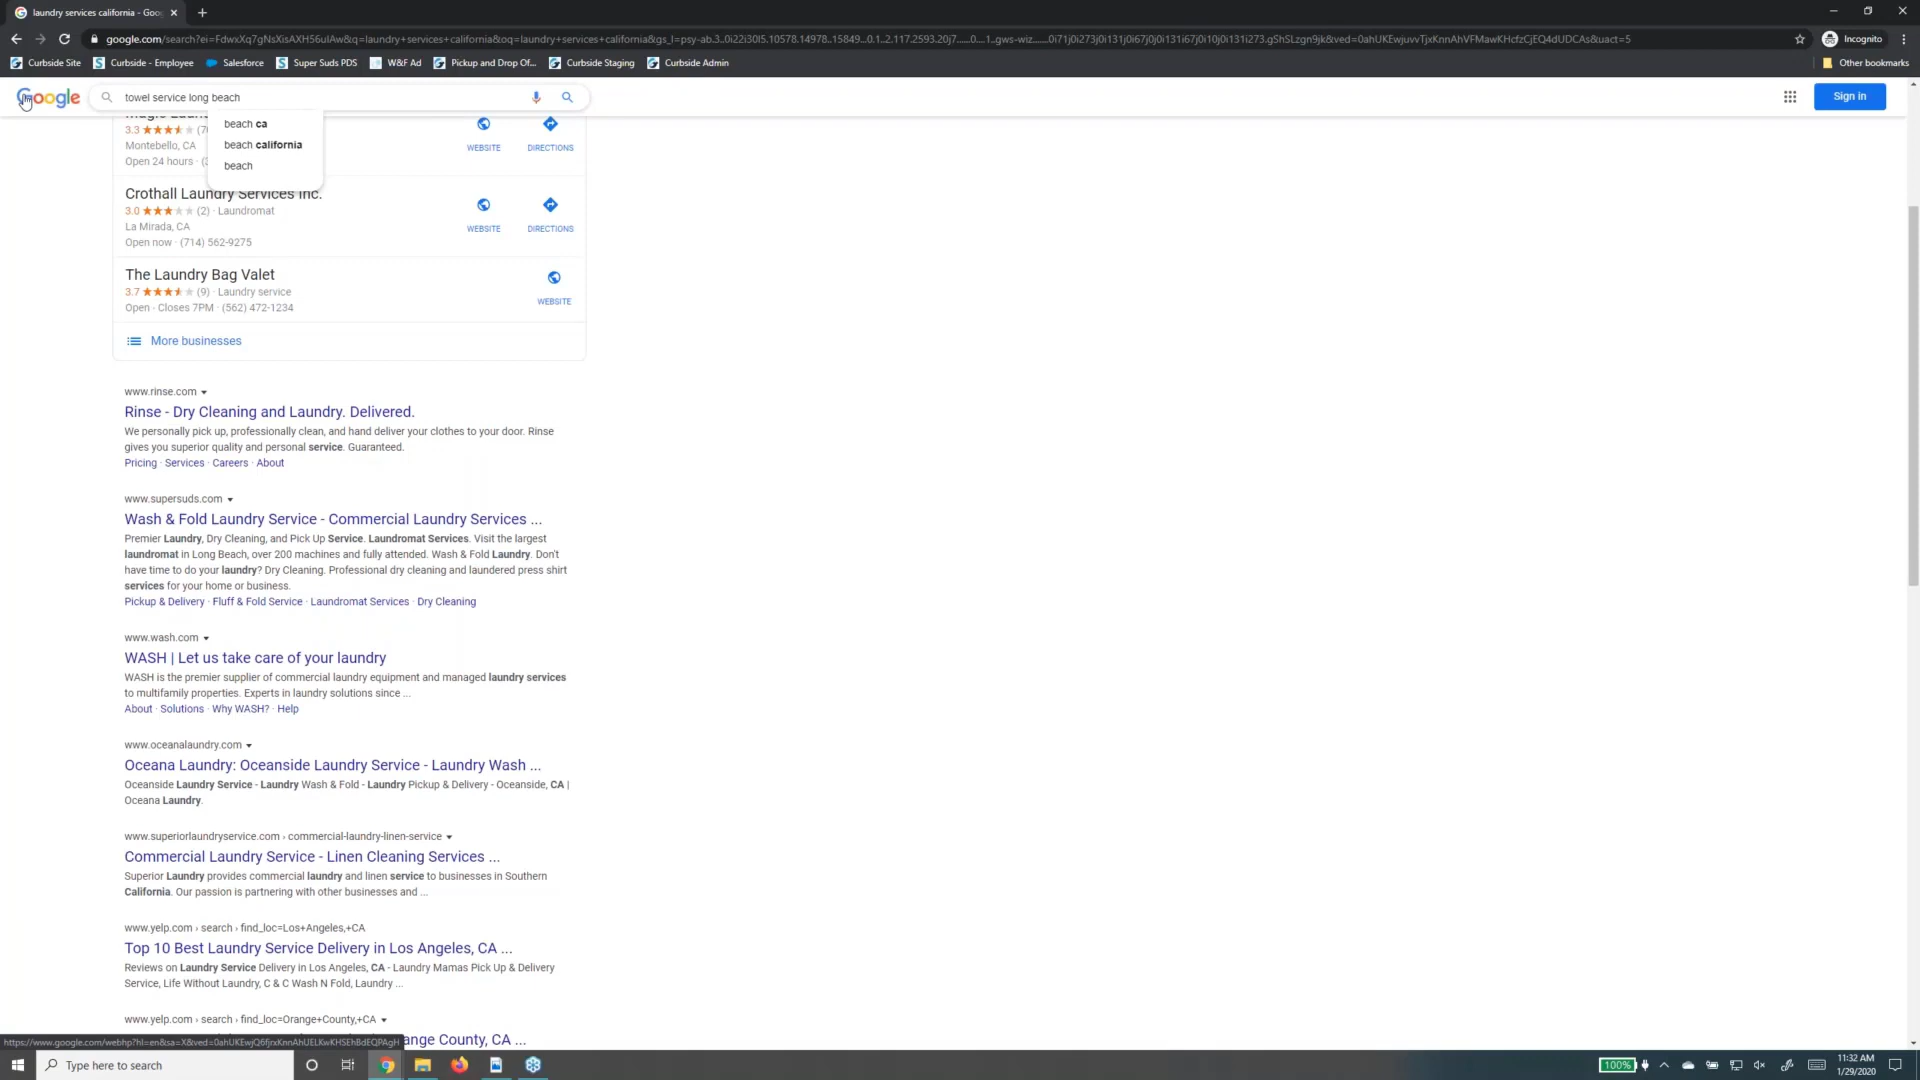 laundry services california - Goo
google.com/search?ei=FdwxXq7gNsXisAXH56uIAw&q=laundry+services+california&oq=laundry+services+california&gs_l=psy-ab.3..0i22i30l5.10578.14978..15849...0.1..2.117.2593.20j7......0....1..gws-wiz.......0i71j0i273j0i131j0i67j0j0i131i67j0i10j0i131i273.gShSLzgn9jk&ved=0ahUKEwjuvvTjxKnnAhVFMawKHcfzCjEQ4dUDCAs&uact=5
Incognito
Curbside Site
Curbside - Employee
Salesforce
Super Suds PDS
W&F Ad
Pickup and Drop Of...
Curbside Staging
Curbside Admin
Other bookmarks
Google
towel service long beach
Sign in
beach ca
beach california
beach
3.3
Montebello, CA
Open 24 hours
WEBSITE
DIRECTIONS
Crothall Laundry Services Inc.
3.0 (2) · Laundromat
La Mirada, CA
Open now · (714) 562-9275
WEBSITE
DIRECTIONS
The Laundry Bag Valet
3.7 (9) · Laundry service
Open · Closes 7PM · (562) 472-1234
WEBSITE
More businesses
www.rinse.com
Rinse - Dry Cleaning and Laundry. Delivered.
We personally pick up, professionally clean, and hand deliver your clothes to your door. Rinse
gives you superior quality and personal service. Guaranteed.
Pricing · Services · Careers · About
www.supersuds.com
Wash & Fold Laundry Service - Commercial Laundry Services ...
Premier Laundry, Dry Cleaning, and Pick Up Service. Laundromat Services. Visit the largest
laundromat in Long Beach, over 200 machines and fully attended. Wash & Fold Laundry. Don't
have time to do your laundry? Dry Cleaning. Professional dry cleaning and laundered press shirt
services for your home or business.
Pickup & Delivery · Fluff & Fold Service · Laundromat Services · Dry Cleaning
www.wash.com
WASH | Let us take care of your laundry
WASH is the premier supplier of commercial laundry equipment and managed laundry services
to multifamily properties. Experts in laundry solutions since ...
About · Solutions · Why WASH? · Help
www.oceanalaundry.com
Oceana Laundry: Oceanside Laundry Service - Laundry Wash ...
Oceanside Laundry Service - Laundry Wash & Fold - Laundry Pickup & Delivery - Oceanside, CA |
Oceana Laundry.
www.superiorlaundryservice.com › commercial-laundry-linen-service
Commercial Laundry Service - Linen Cleaning Services ...
Superior Laundry provides commercial laundry and linen service to businesses in Southern
California. Our passion is partnering with other businesses and ...
www.yelp.com › search › find_loc=Los+Angeles,+CA
Top 10 Best Laundry Service Delivery in Los Angeles, CA ...
Reviews on Laundry Service Delivery in Los Angeles, CA - Laundry Mamas Pick Up & Delivery
Service, Life Without Laundry, C & C Wash N Fold, Laundry ...
www.yelp.com › search › find_loc=Orange+County,+CA
ange County, CA ...
https://www.google.com/webhp?hl=en&sa=X&ved=0ahUKEwjQ6fjrxKnnAhUELKwKHSEhBdEQPAgH
Type here to search
100%
11:32 AM
1/29/2020